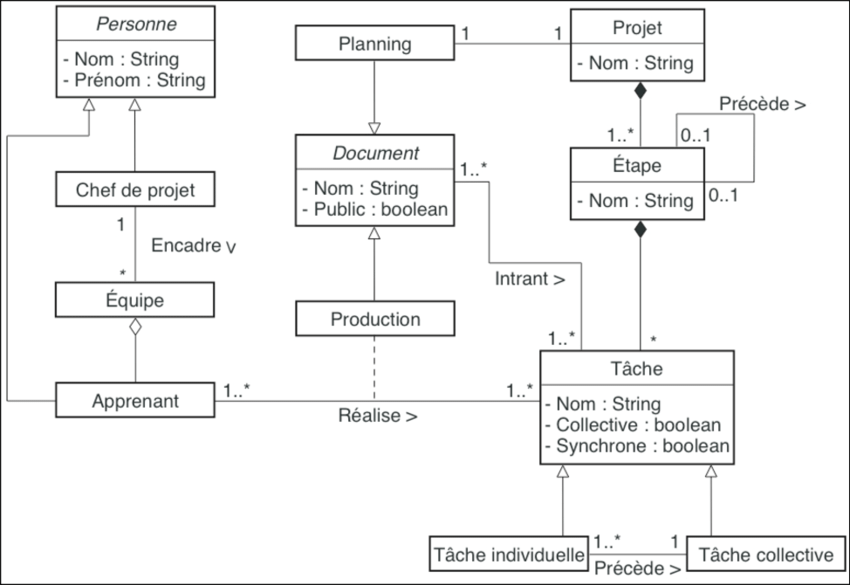 Personne
- Nom : String
- Prénom : String
Planning
1
1
Projet
- Nom : String
Précède >
1..*
0..1
0..1
Étape
- Nom : String
Document
- Nom : String
- Public : boolean
1..*
Chef de projet
1
Encadre v
*
Équipe
Intrant >
Production
1..*
*
Tâche
- Nom : String
- Collective : boolean
- Synchrone : boolean
Apprenant
1..*
1..*
Réalise >
Tâche individuelle
1..*
1
Précède >
Tâche collective